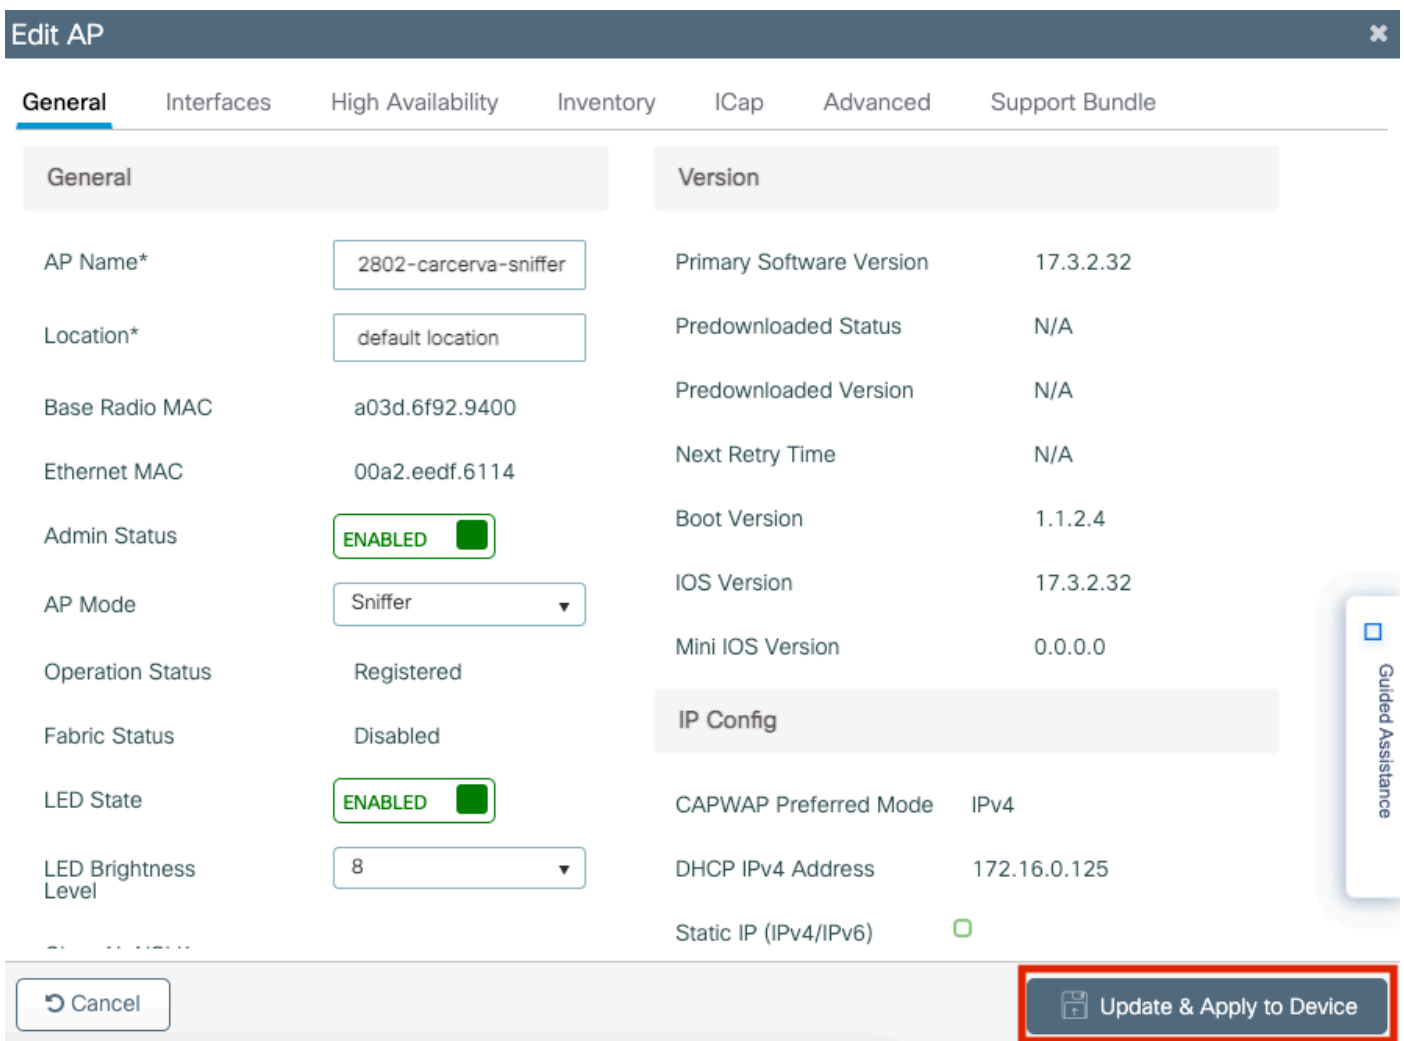 Edit AP
General Interfaces High Availability Inventory ICap Advanced Support Bundle
General
AP Name* 2802-carcerva-sniffer
Location* default location
Base Radio MAC a03d.6f92.9400
Ethernet MAC 00a2.eedf.6114
Admin Status ENABLED
AP Mode Sniffer
Operation Status Registered
Fabric Status Disabled
LED State ENABLED
LED Brightness
Level
8
Version
Primary Software Version 17.3.2.32
Predownloaded Status N/A
Predownloaded Version N/A
Next Retry Time N/A
Boot Version 1.1.2.4
IOS Version 17.3.2.32
Mini IOS Version 0.0.0.0
IP Config
CAPWAP Preferred Mode IPv4
DHCP IPv4 Address 172.16.0.125
Static IP (IPv4/IPv6)
Guided Assistance
Cancel
Update & Apply to Device